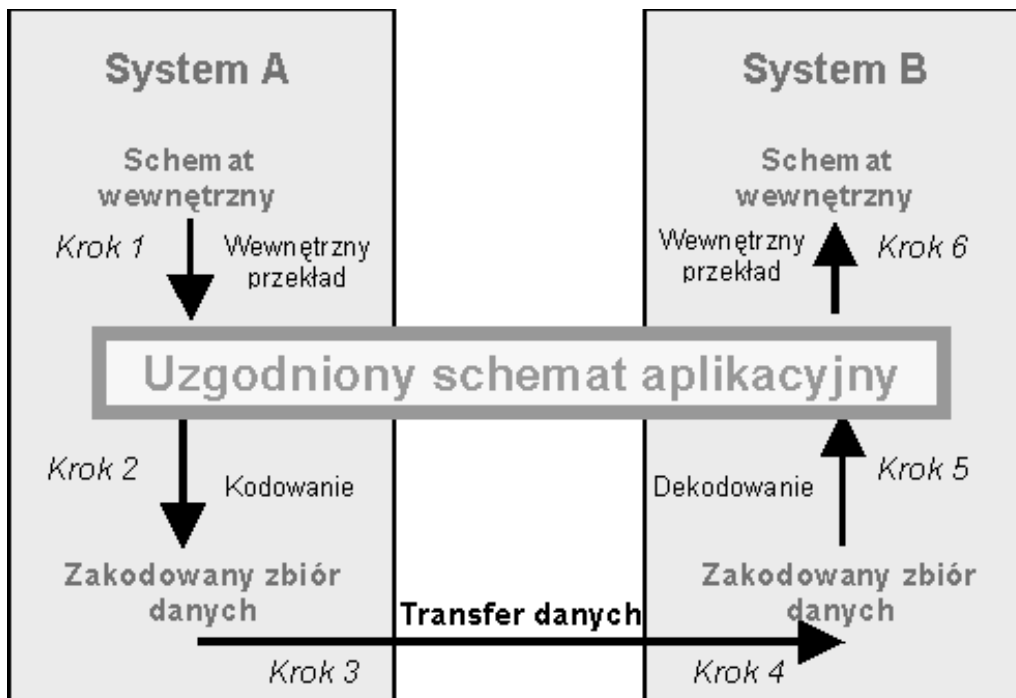 System A
Schemat
wewnętrzny
Krok 1
Wewnętrzny
przekład
System B
Schemat
wewnętrzny
Wewnętrzny
przekład
Krok 6
Uzgodniony schemat aplikacyjny
Krok 2
Kodowanie
Zakodowany zbiór
danych
Dekodowanie
Krok 5
Zakodowany zbiór
danych
Transfer danych
Krok 3
Krok 4